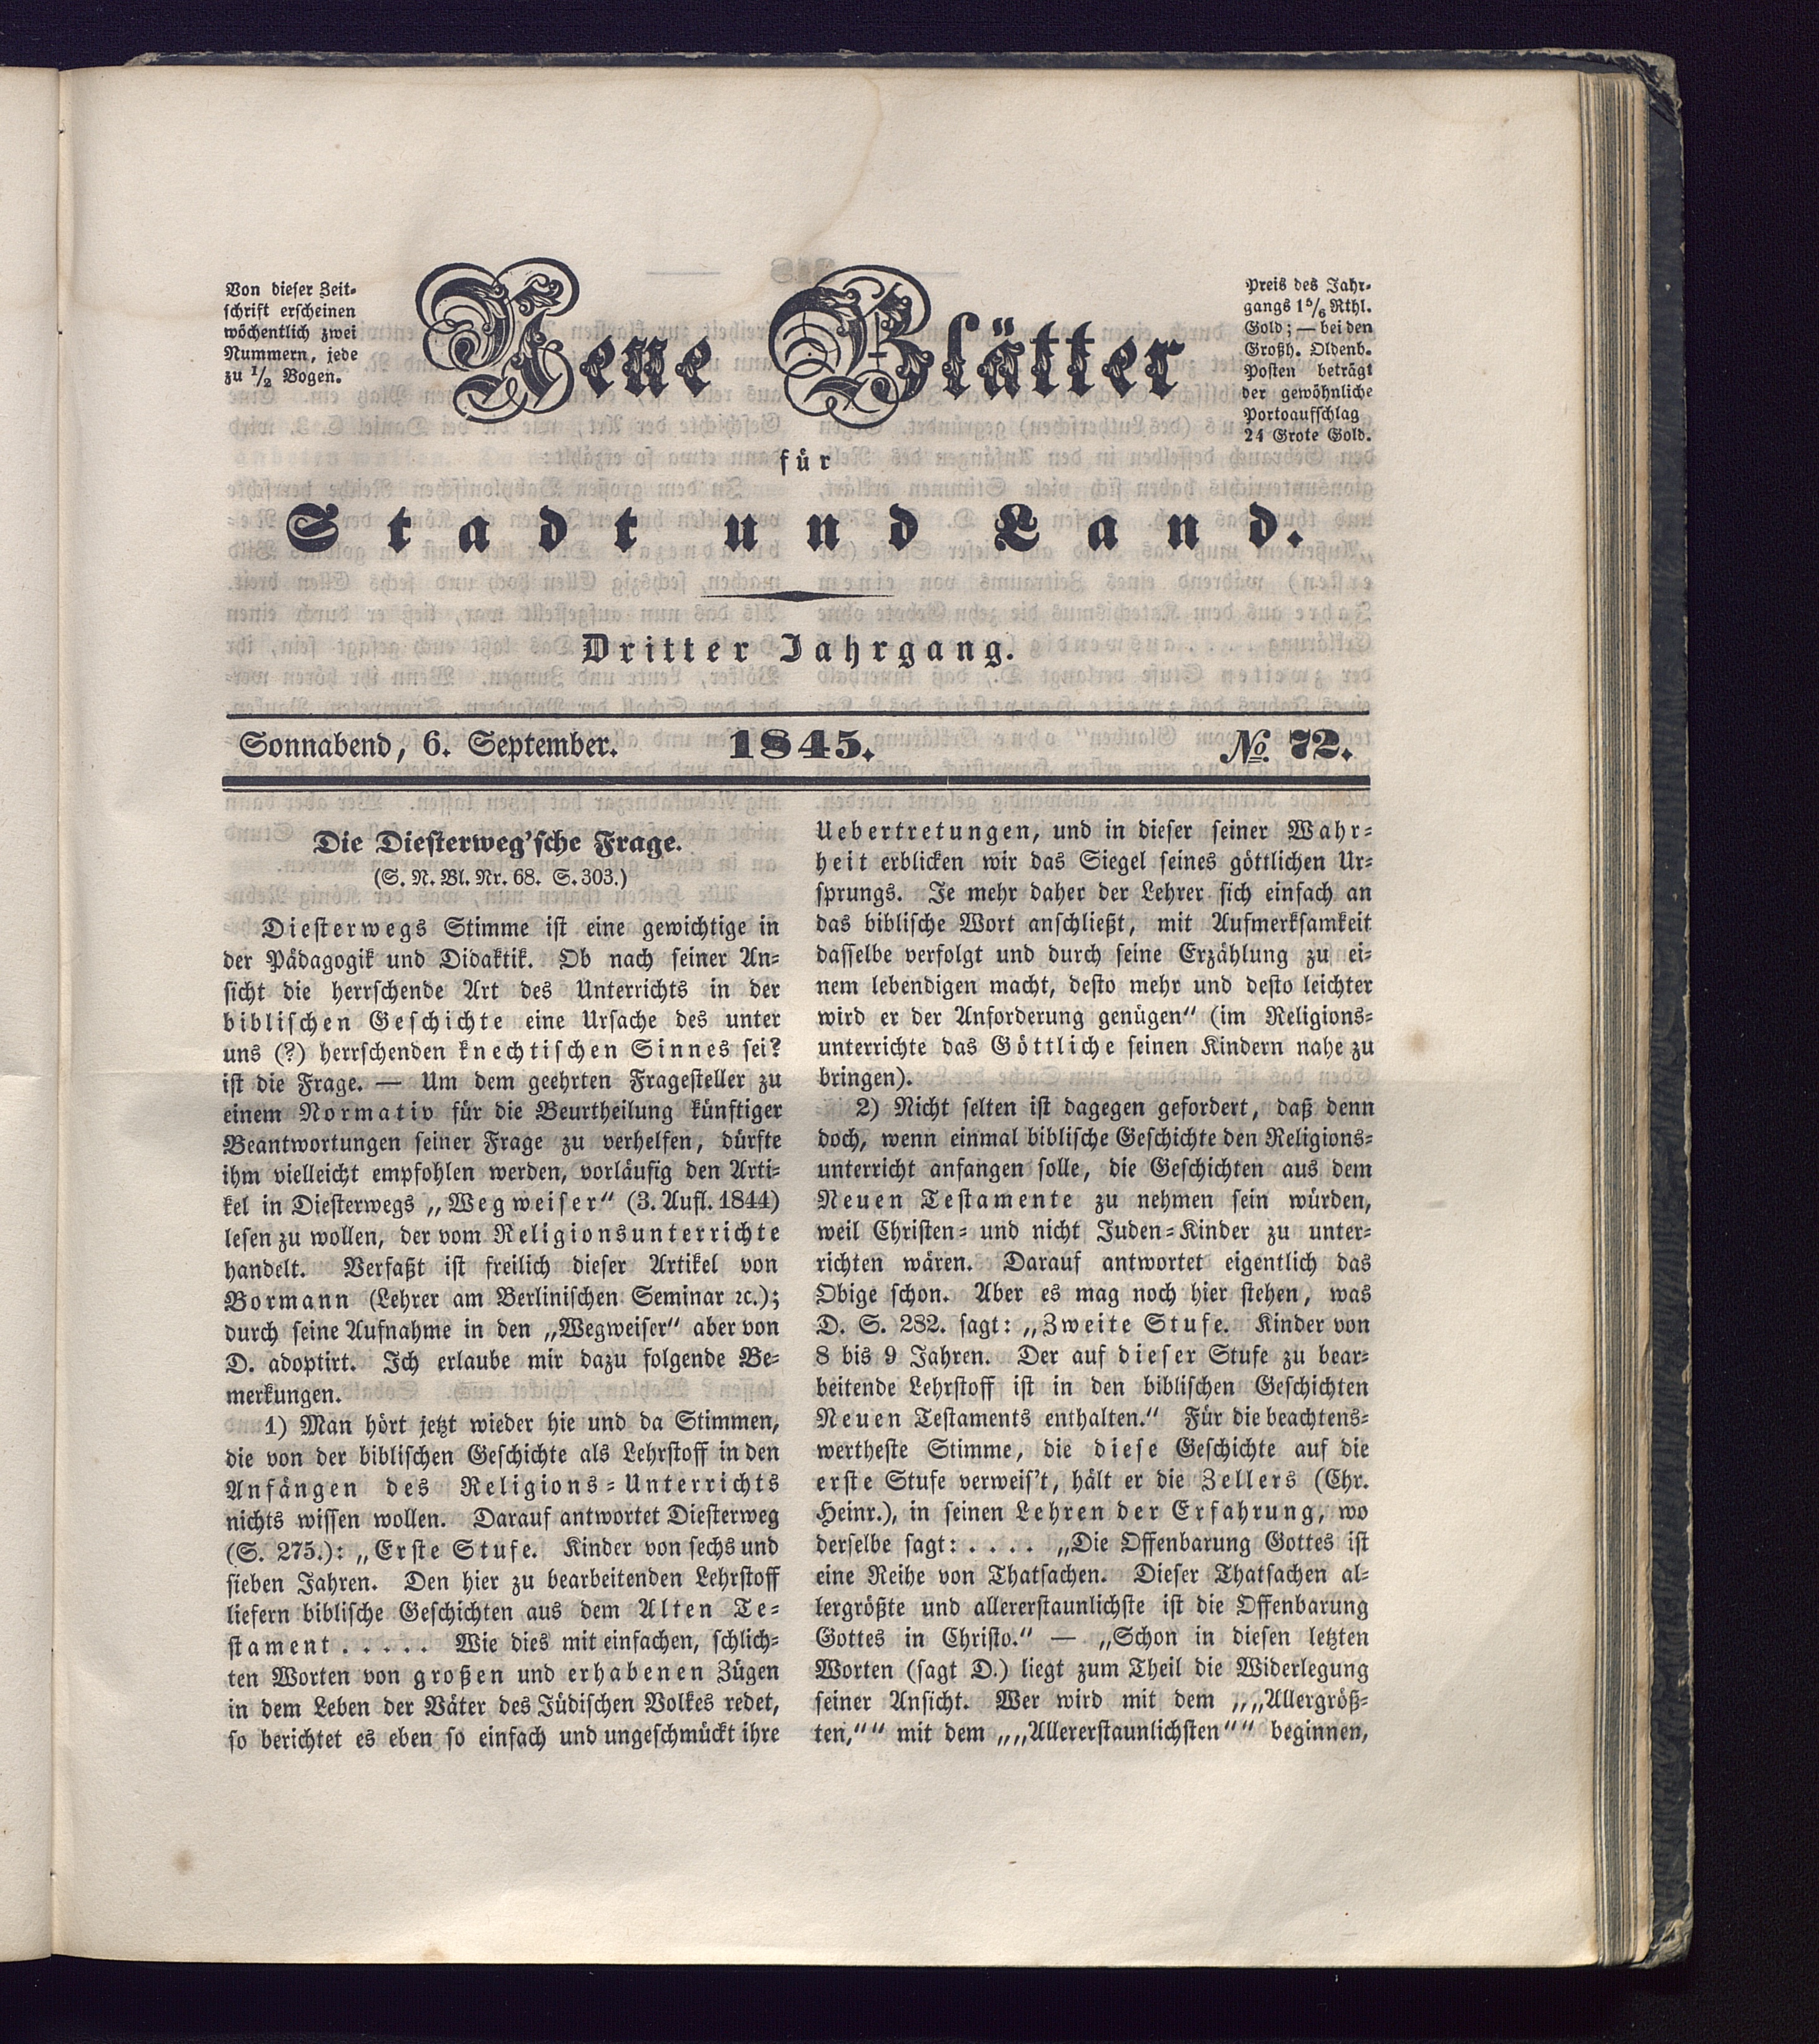 Von dieser Zeit-
schrift erscheinen
wöchentlich zwei
Nummern, jede
zu 1/2 Bogen.
Neue Blätter
für
Stadt und Land.
Preis des Jahr-
gangs 1 5/6 Rthl.
Gold; — bei den
Großh. Oldenb.
Posten beträgt
der gewöhnliche
Portoaufschlag
24 Grote Gold.
Dritter Jahrgang.
Sonnabend, 6. September. 1845. No. 72.
Die Diesterweg'sche Frage.
(S. N. Bl. Nr. 68. S. 303.)
Diesterwegs Stimme ist eine gewichtige in
der Pädagogik und Didaktik. Ob nach seiner An-
sicht die herrschende Art des Unterrichts in der
biblischen Geschichte eine Ursache des unter
uns (?) herrschenden knechtischen Sinnes sei?
ist die Frage. — Um dem geehrten Fragesteller zu
einem Normativ für die Beurtheilung künftiger
Beantwortungen seiner Frage zu verhelfen, dürfte
ihm vielleicht empfohlen werden, vorläufig den Arti-
kel in Diesterwegs „Wegweiser“ (3. Aufl. 1844)
lesen zu wollen, der vom Religionsunterrichte
handelt. Verfaßt ist freilich dieser Artikel von
Bormann (Lehrer am Berlinischen Seminar ꝛc.);
durch seine Aufnahme in den „Wegweiser“ aber von
D. adoptirt. Ich erlaube mir dazu folgende Be-
merkungen.
1) Man hört jetzt wieder hie und da Stimmen,
die von der biblischen Geschichte als Lehrstoff in den
Anfängen des Religions-Unterrichts
nichts wissen wollen. Darauf antwortet Diesterweg
(S. 275.): „Erste Stufe. Kinder von sechs und
sieben Jahren. Den hier zu bearbeitenden Lehrstoff
liefern biblische Geschichten aus dem Alten Te-
stament . . . . . Wie dies mit einfachen, schlich-
ten Worten von großen und erhabenen Zügen
in dem Leben der Väter des Jüdischen Volkes redet,
so berichtet es eben so einfach und ungeschmückt ihre
Uebertretungen, und in dieser seiner Wahr-
heit erblicken wir das Siegel seines göttlichen Ur-
sprungs. Je mehr daher der Lehrer sich einfach an
das biblische Wort anschließt, mit Aufmerksamkeit
dasselbe verfolgt und durch seine Erzählung zu ei-
nem lebendigen macht, desto mehr und desto leichter
wird er der Anforderung genügen“ (im Religions-
unterrichte das Göttliche seinen Kindern nahe zu
bringen).
2) Nicht selten ist dagegen gefordert, daß denn
doch, wenn einmal biblische Geschichte den Religions-
unterricht anfangen solle, die Geschichten aus dem
Neuen Testamente zu nehmen sein würden,
weil Christen- und nicht Juden-Kinder zu unter-
richten wären. Darauf antwortet eigentlich das
Obige schon. Aber es mag noch hier stehen, was
D. S. 282. sagt: „Zweite Stufe. Kinder von
8 bis 9 Jahren. Der auf dieser Stufe zu bear-
beitende Lehrstoff ist in den biblischen Geschichten
Neuen Testaments enthalten.“ Für die beachtens-
wertheste Stimme, die diese Geschichte auf die
erste Stufe verweis't, hält er die Zellers (Chr.
Heinr.), in seinen Lehren der Erfahrung, wo
derselbe sagt: . . . . „Die Offenbarung Gottes ist
eine Reihe von Thatsachen. Dieser Thatsachen al-
lergrößte und allererstaunlichste ist die Offenbarung
Gottes in Christo.“ — „Schon in diesen letzten
Worten (sagt D.) liegt zum Theil die Widerlegung
seiner Ansicht. Wer wird mit dem „„Allergröß-
ten,““ mit dem „„Allererstaunlichsten““ beginnen,